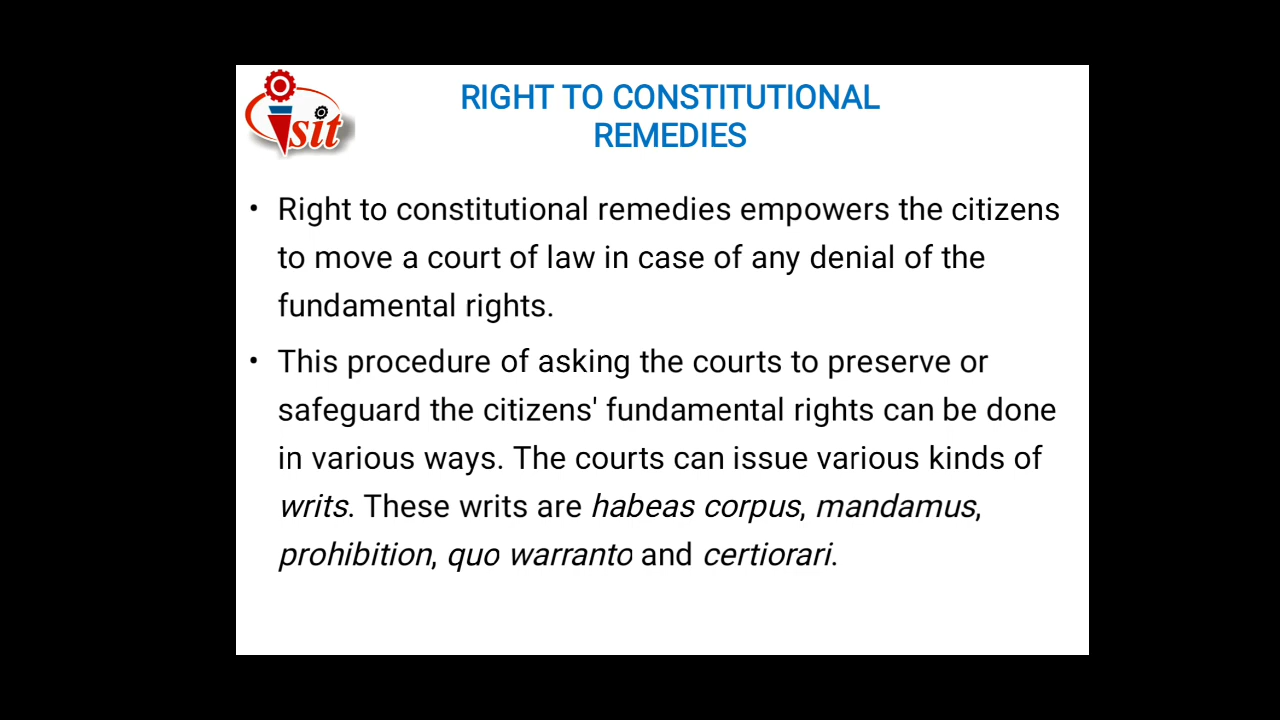 isit
RIGHT TO CONSTITUTIONAL
REMEDIES
• Right to constitutional remedies empowers the citizens
to move a court of law in case of any denial of the
fundamental rights.
• This procedure of asking the courts to preserve or
safeguard the citizens' fundamental rights can be done
in various ways. The courts can issue various kinds of
writs. These writs are habeas corpus, mandamus,
prohibition, quo warranto and certiorari.